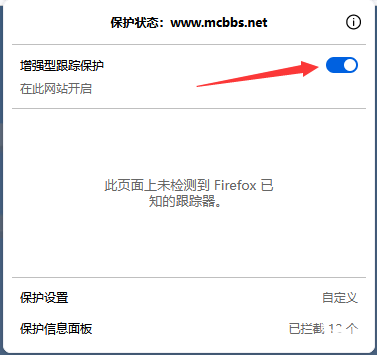 保护状态：www.mcbbs.net
增强型跟踪保护
在此网站开启
此页面上未检测到 Firefox 已
知的跟踪器。
保护设置
自定义
保护信息面板
已拦截 12 个